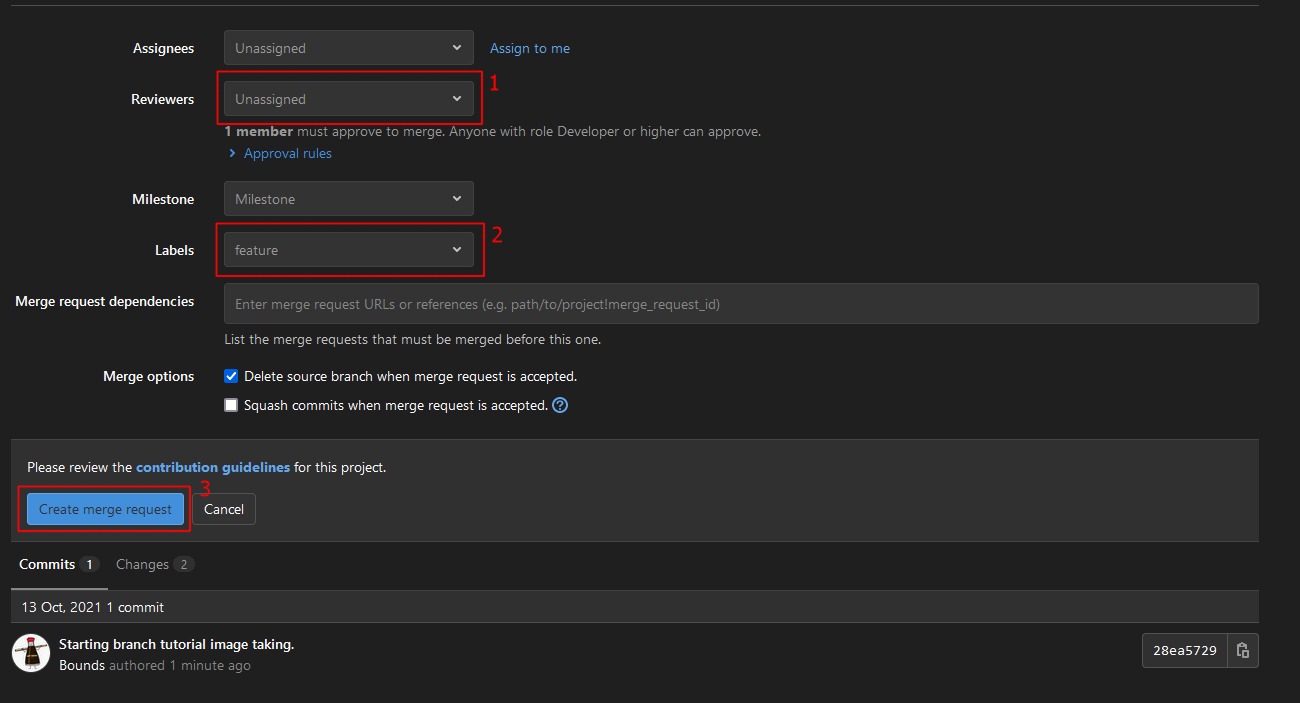 Assignees Unassigned Assign to me
1
Reviewers Unassigned
1 member must approve to merge. Anyone with role Developer or higher can approve.
Approval rules
Milestone Milestone
2
Labels feature
Merge request dependencies Enter merge request URLs or references (e.g. path/to/project!merge_request_id)
List the merge requests that must be merged before this one.
Merge options Delete source branch when merge request is accepted.
Squash commits when merge request is accepted. ?
Please review the contribution guidelines for this project.
3
Create merge request Cancel
Commits 1 Changes 2
13 Oct, 2021 1 commit
Starting branch tutorial image taking.
Bounds authored 1 minute ago
28ea5729